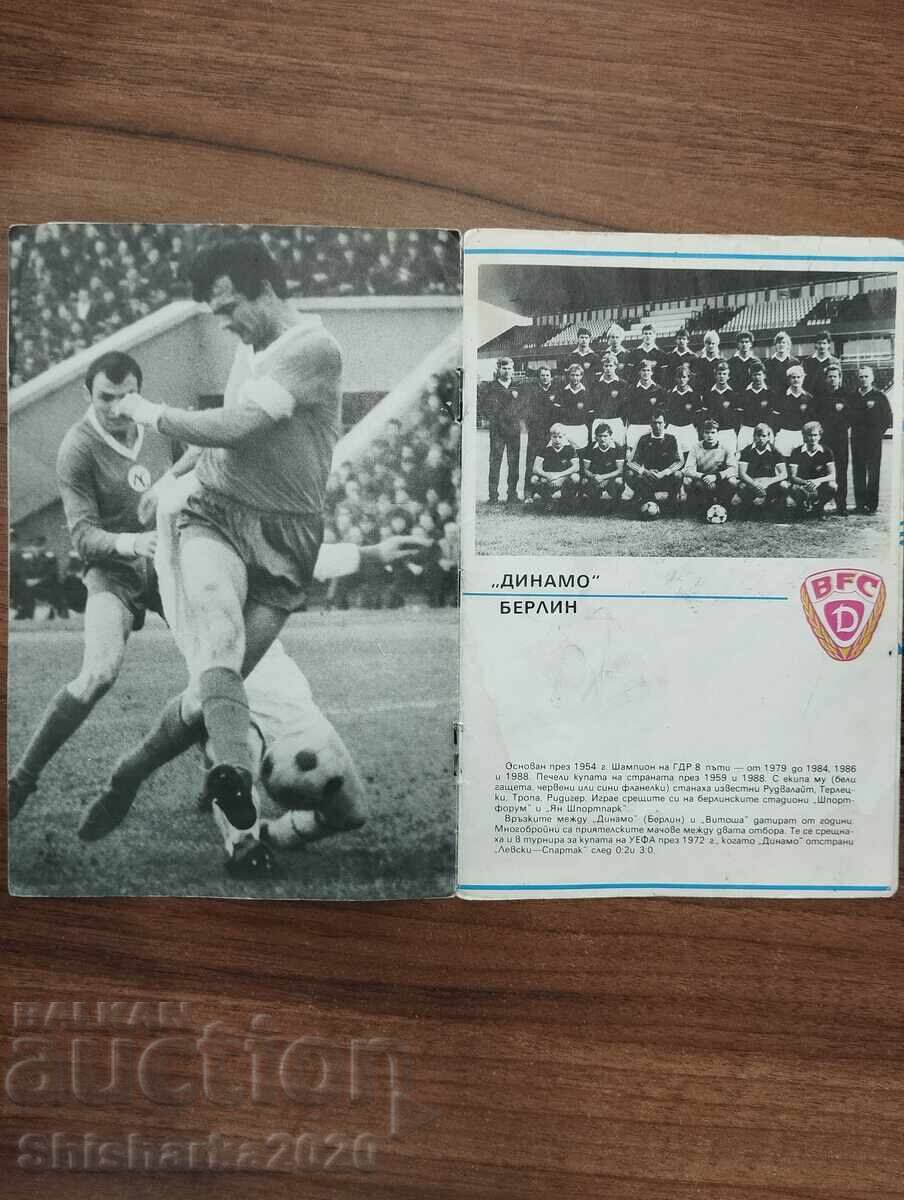 Л
„ДИНАМО"
БЕРЛИН
BFC
D
Основан през 1954 г. Шампион на ГДР 8 пъти — от 1979 до 1984, 1986
и 1988. Печели купата на страната през 1959 и 1988. С екипа му (бели
гащета, червени или сини фланелки) станаха известни Рудвалайт, Терлец-
ки, Тропа, Ридигер. Играе срещите си на берлинските стадиони „Шпорт-
форум" и „Ян Шпортпарк".
Връзките между „Динамо" (Берлин) и „Витоша" датират от години.
Многобройни са приятелските мачове между двата отбора. Те се срещна-
ха и в турнира за купата на УЕФА през 1972 г., когато „Динамо" отстрани
„Левски—Спартак" след 0:2 и 3:0.
BALKAN
auction
Shisharka2020